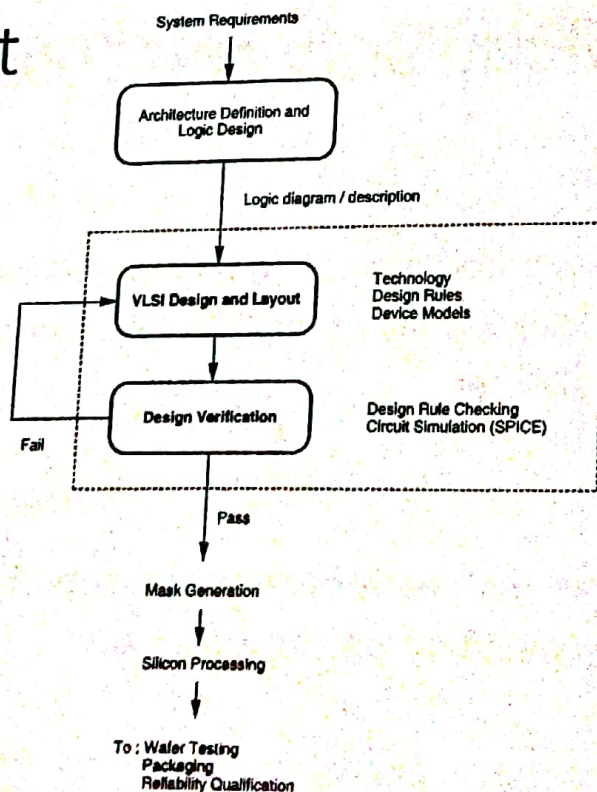 t
System Requirements
Architecture Definition and
Logic Design
Logic diagram / description
VLSI Design and Layout
Technology
Design Rules
Device Models
Design Verification
Design Rule Checking
Circuit Simulation (SPICE)
Fail
Pass
Mask Generation
Silicon Processing
To : Wafer Testing
Packaging
Reliability Qualification